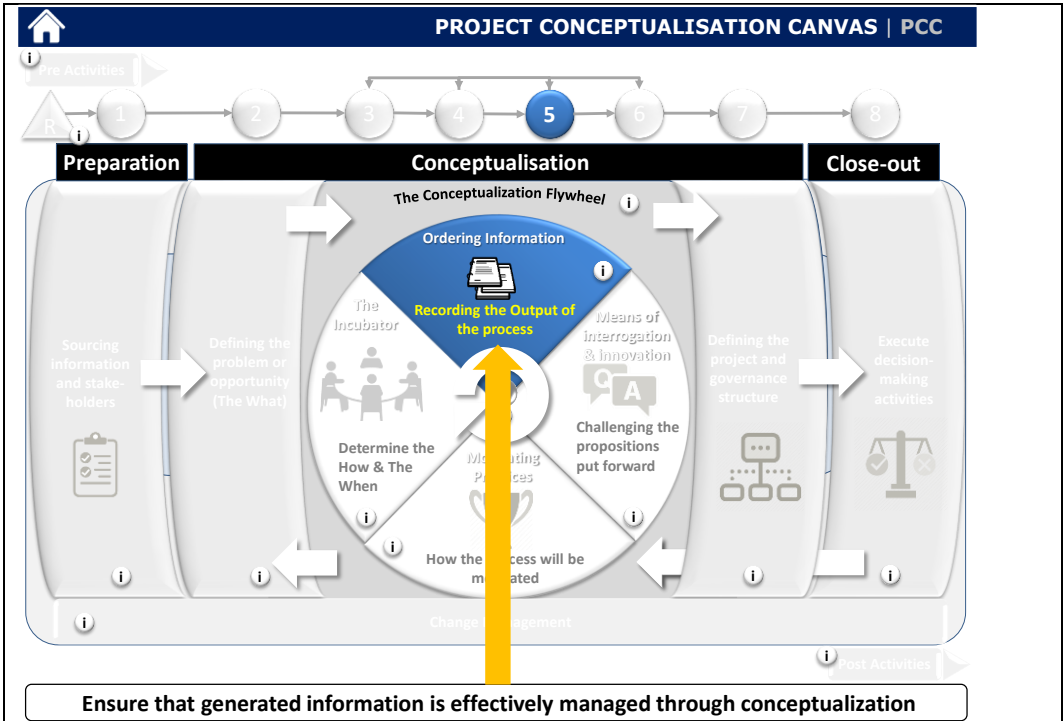 PROJECT CONCEPTUALISATION CANVAS | PCC
i
Pre Activities
R
i
1
2
3
4
5
6
7
8
Preparation
Conceptualisation
Close-out
The Conceptualization Flywheel
i
Ordering Information
i
Recording the Output of
the process
The
Incubator
Determine the
How & The
When
i
Means of
interrogation
& Innovation
Q
A
Challenging the
propositions
put forward
i
i
How the
will be
Sourcing
information
and stake-
holders
i
Defining the
problem or
opportunity
(The What)
i
Defining the
project and
governance
structure
i
Execute
decision-
making
activities
i
i
Change
i
Post Activities
Ensure that generated information is effectively managed through conceptualization